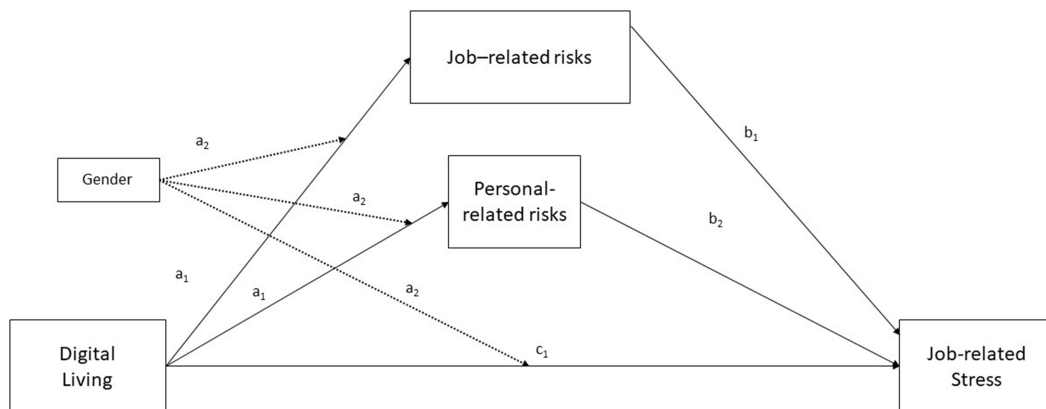 Job–related risks
b₁
a₂
Gender
a₂
Personal-
related risks
b₂
a₁
a₁
a₂
c₁
Digital
Living
Job-related
Stress